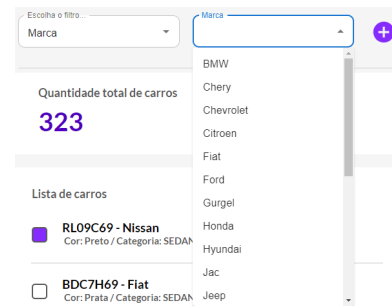 Escolha o filtro...
Marca
Marca
BMW
Chery
Chevrolet
Citroen
Fiat
Ford
Gurgel
Honda
Hyundai
Jac
Jeep
Quantidade total de carros
323
Lista de carros
RL09C69 - Nissan
Cor: Preto / Categoria: SEDAN
BDC7H69 - Fiat
Cor: Prata / Categoria: SEDAN